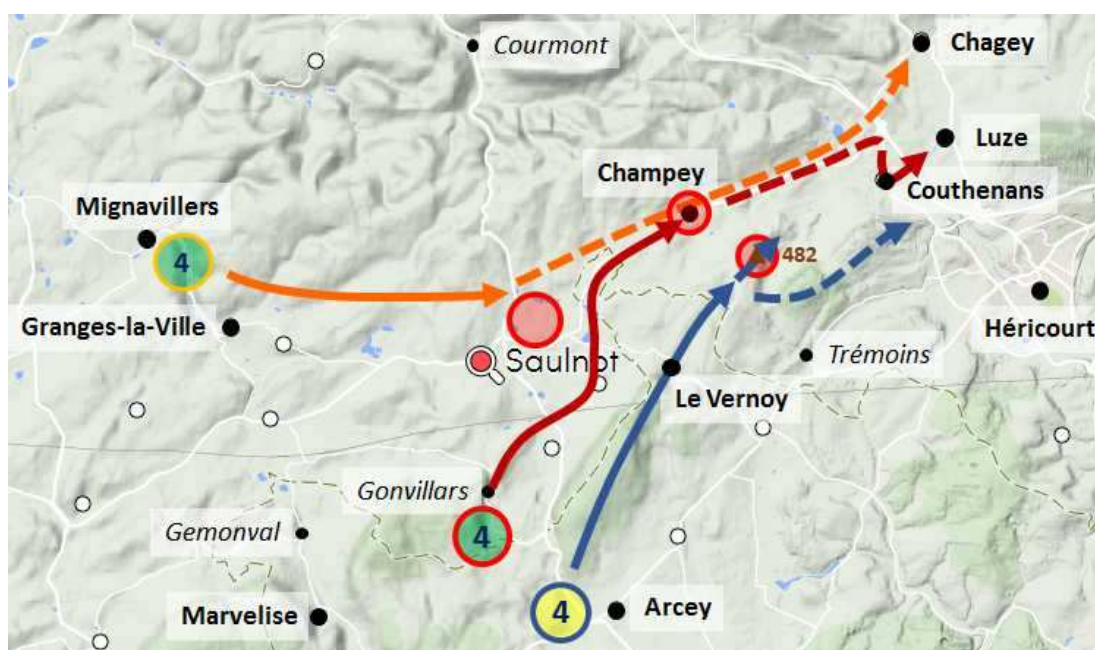 Courmont
Chagey
Luze
Champey
Couthenans
Mignavillers
4
482
Granges-la-Ville
Héricourt
Saulnot
Trémoins
Le Vernoy
Gonvillars
Gemonval
4
4
Arcey
Marvelise